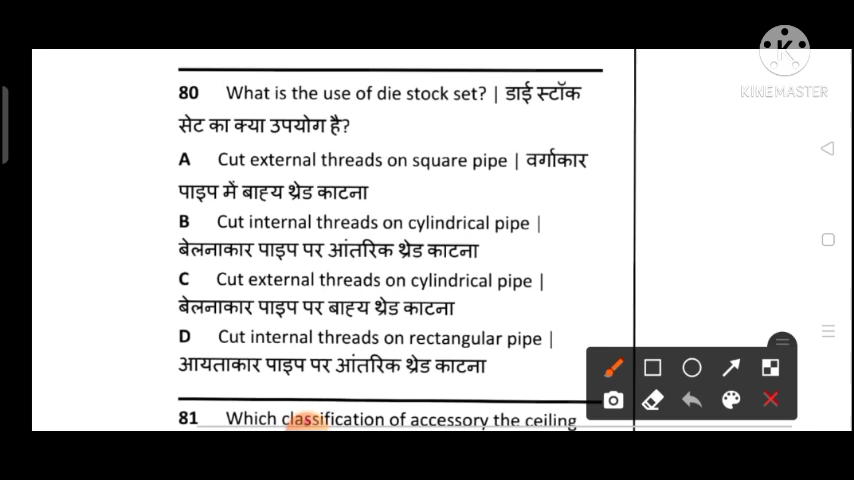 KINEMASTER
80 What is the use of die stock set? | डाई स्टॉक
सेट का क्या उपयोग है?
A Cut external threads on square pipe | वर्गाकार
पाइप में बाह्य थ्रेड काटना
B Cut internal threads on cylindrical pipe |
बेलनाकार पाइप पर आंतरिक थ्रेड काटना
C Cut external threads on cylindrical pipe |
बेलनाकार पाइप पर बाह्य थ्रेड काटना
D Cut internal threads on rectangular pipe |
आयताकार पाइप पर आंतरिक थ्रेड काटना
81 Which classification of accessory the ceiling